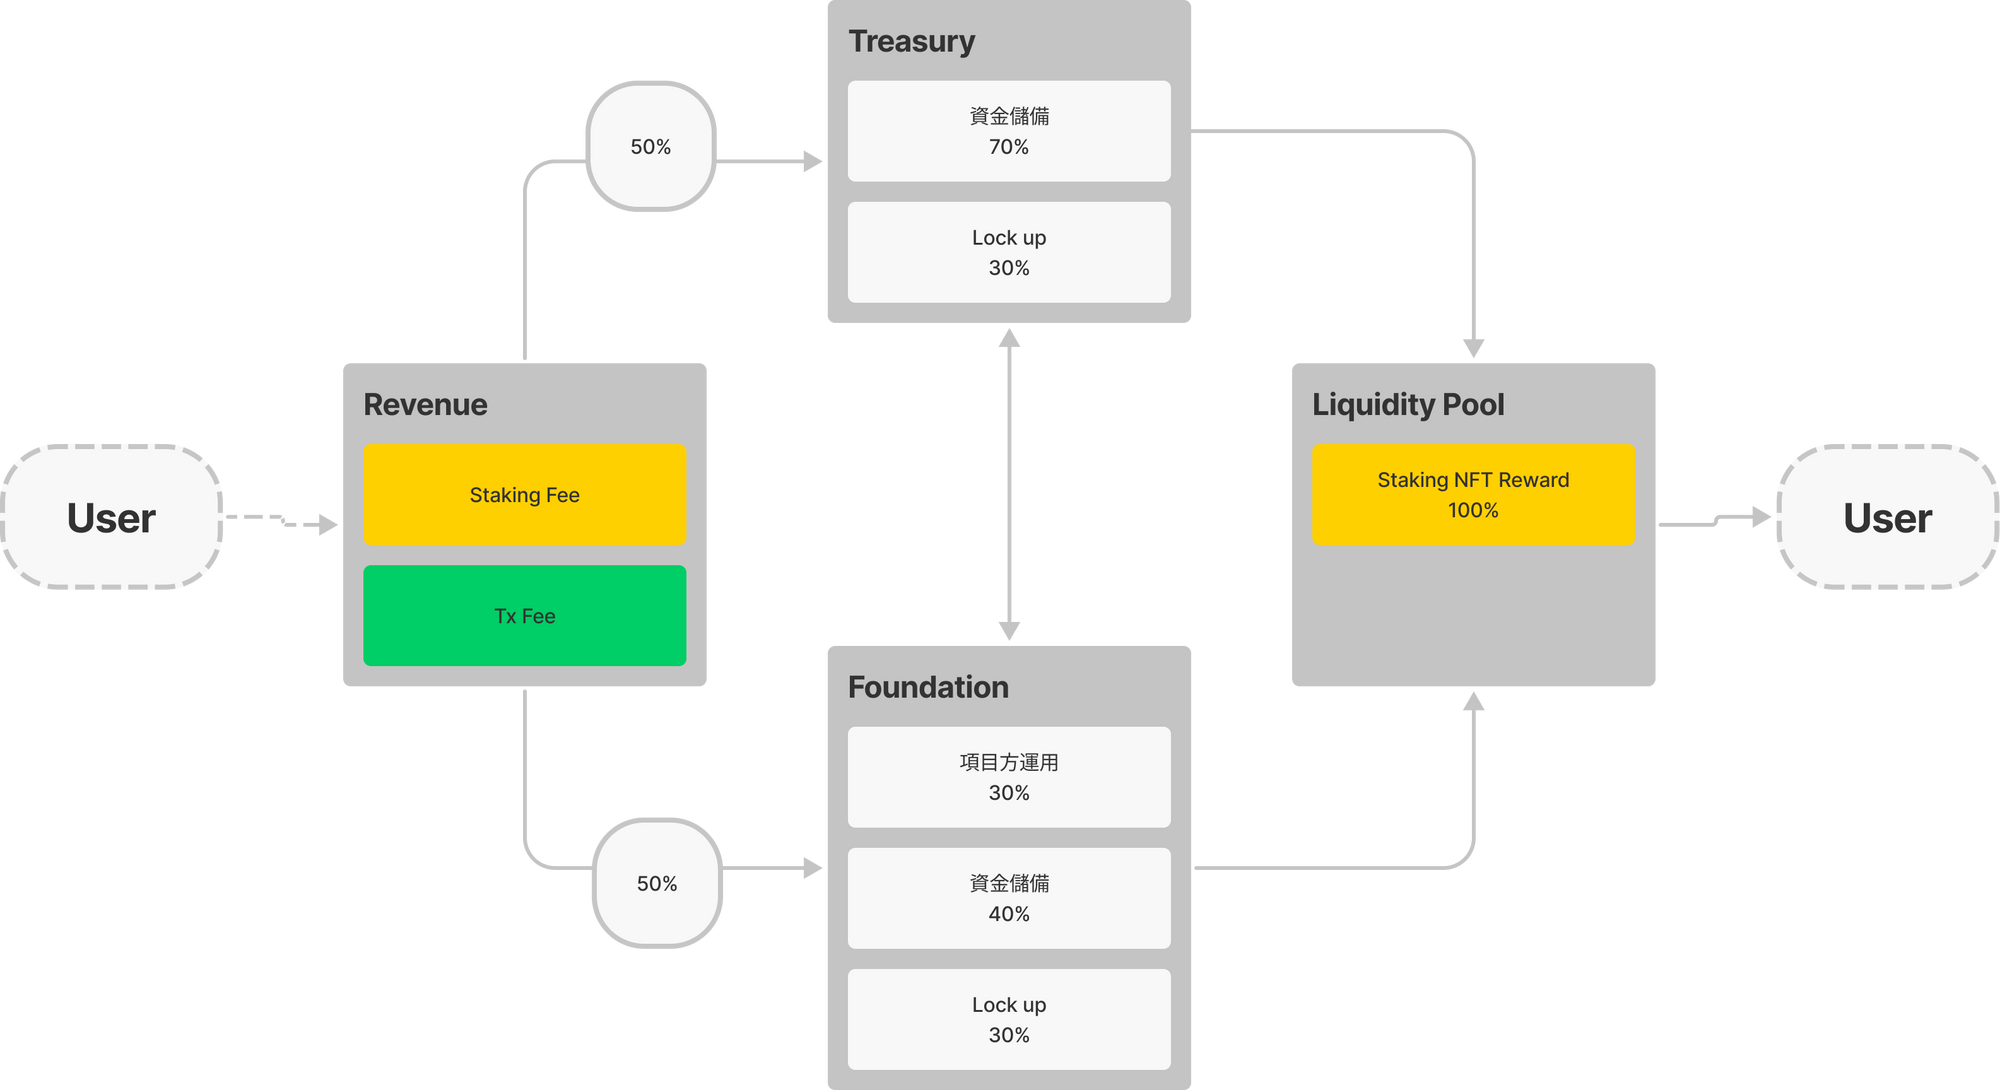 Treasury
資金儲備
70%
Lock up
30%
50%
Revenue
Staking Fee
Tx Fee
User
Liquidity Pool
Staking NFT Reward
100%
User
Foundation
項目方運用
30%
資金儲備
40%
Lock up
30%
50%